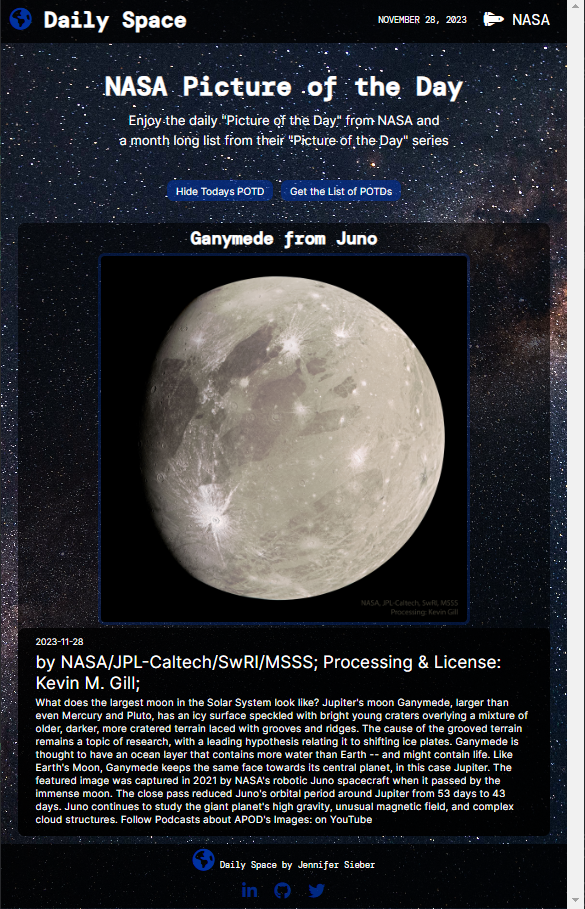 Daily Space
NOVEMBER 28, 2023
NASA
NASA Picture of the Day
Enjoy the daily "Picture of the Day" from NASA and
a month long list from their "Picture of the Day" series
Hide Todays POTD
Get the List of POTDs
Ganymede from Juno
NASA, JPL-Caltech, SwRI, MSSS
Processing: Kevin Gill
2023-11-28
by NASA/JPL-Caltech/SwRI/MSSS; Processing & License:
Kevin M. Gill;
What does the largest moon in the Solar System look like? Jupiter's moon Ganymede, larger than
even Mercury and Pluto, has an icy surface speckled with bright young craters overlying a mixture of
older, darker, more cratered terrain laced with grooves and ridges. The cause of the grooved terrain
remains a topic of research, with a leading hypothesis relating it to shifting ice plates. Ganymede is
thought to have an ocean layer that contains more water than Earth -- and might contain life. Like
Earth's Moon, Ganymede keeps the same face towards its central planet, in this case Jupiter. The
featured image was captured in 2021 by NASA's robotic Juno spacecraft when it passed by the
immense moon. The close pass reduced Juno's orbital period around Jupiter from 53 days to 43
days. Juno continues to study the giant planet's high gravity, unusual magnetic field, and complex
cloud structures. Follow Podcasts about APOD's Images: on YouTube
Daily Space by Jennifer Sieber